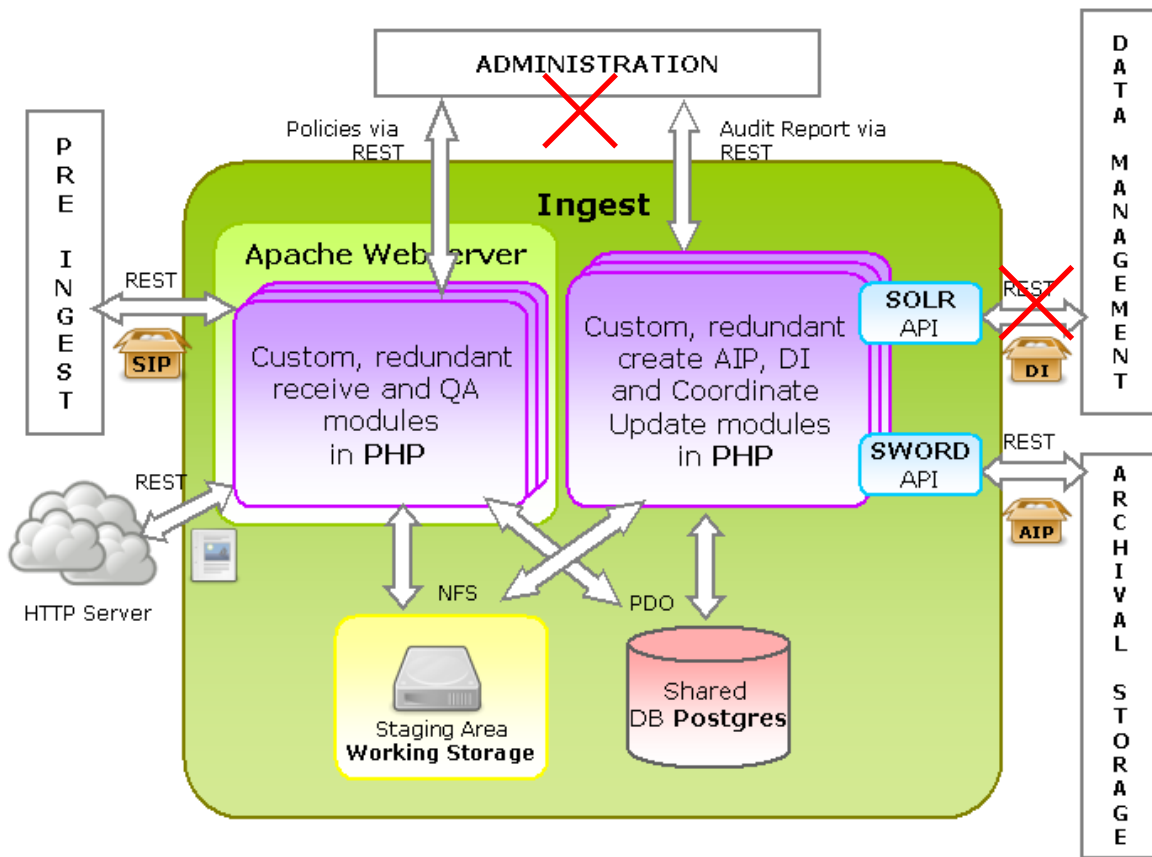 ADMINISTRATION
Policies via
REST
Audit Report via
REST
PRE INGEST
DATA MANAGEMENT
Ingest
Apache Webserver
REST
SIP
Custom, redundant
receive and QA
modules
in PHP
Custom, redundant
create AIP, DI
and Coordinate
Update modules
in PHP
SOLR
API
REST
DI
SWORD
API
REST
AIP
ARCHIVAL STORAGE
REST
HTTP Server
NFS
PDO
Staging Area
Working Storage
Shared
DB Postgres